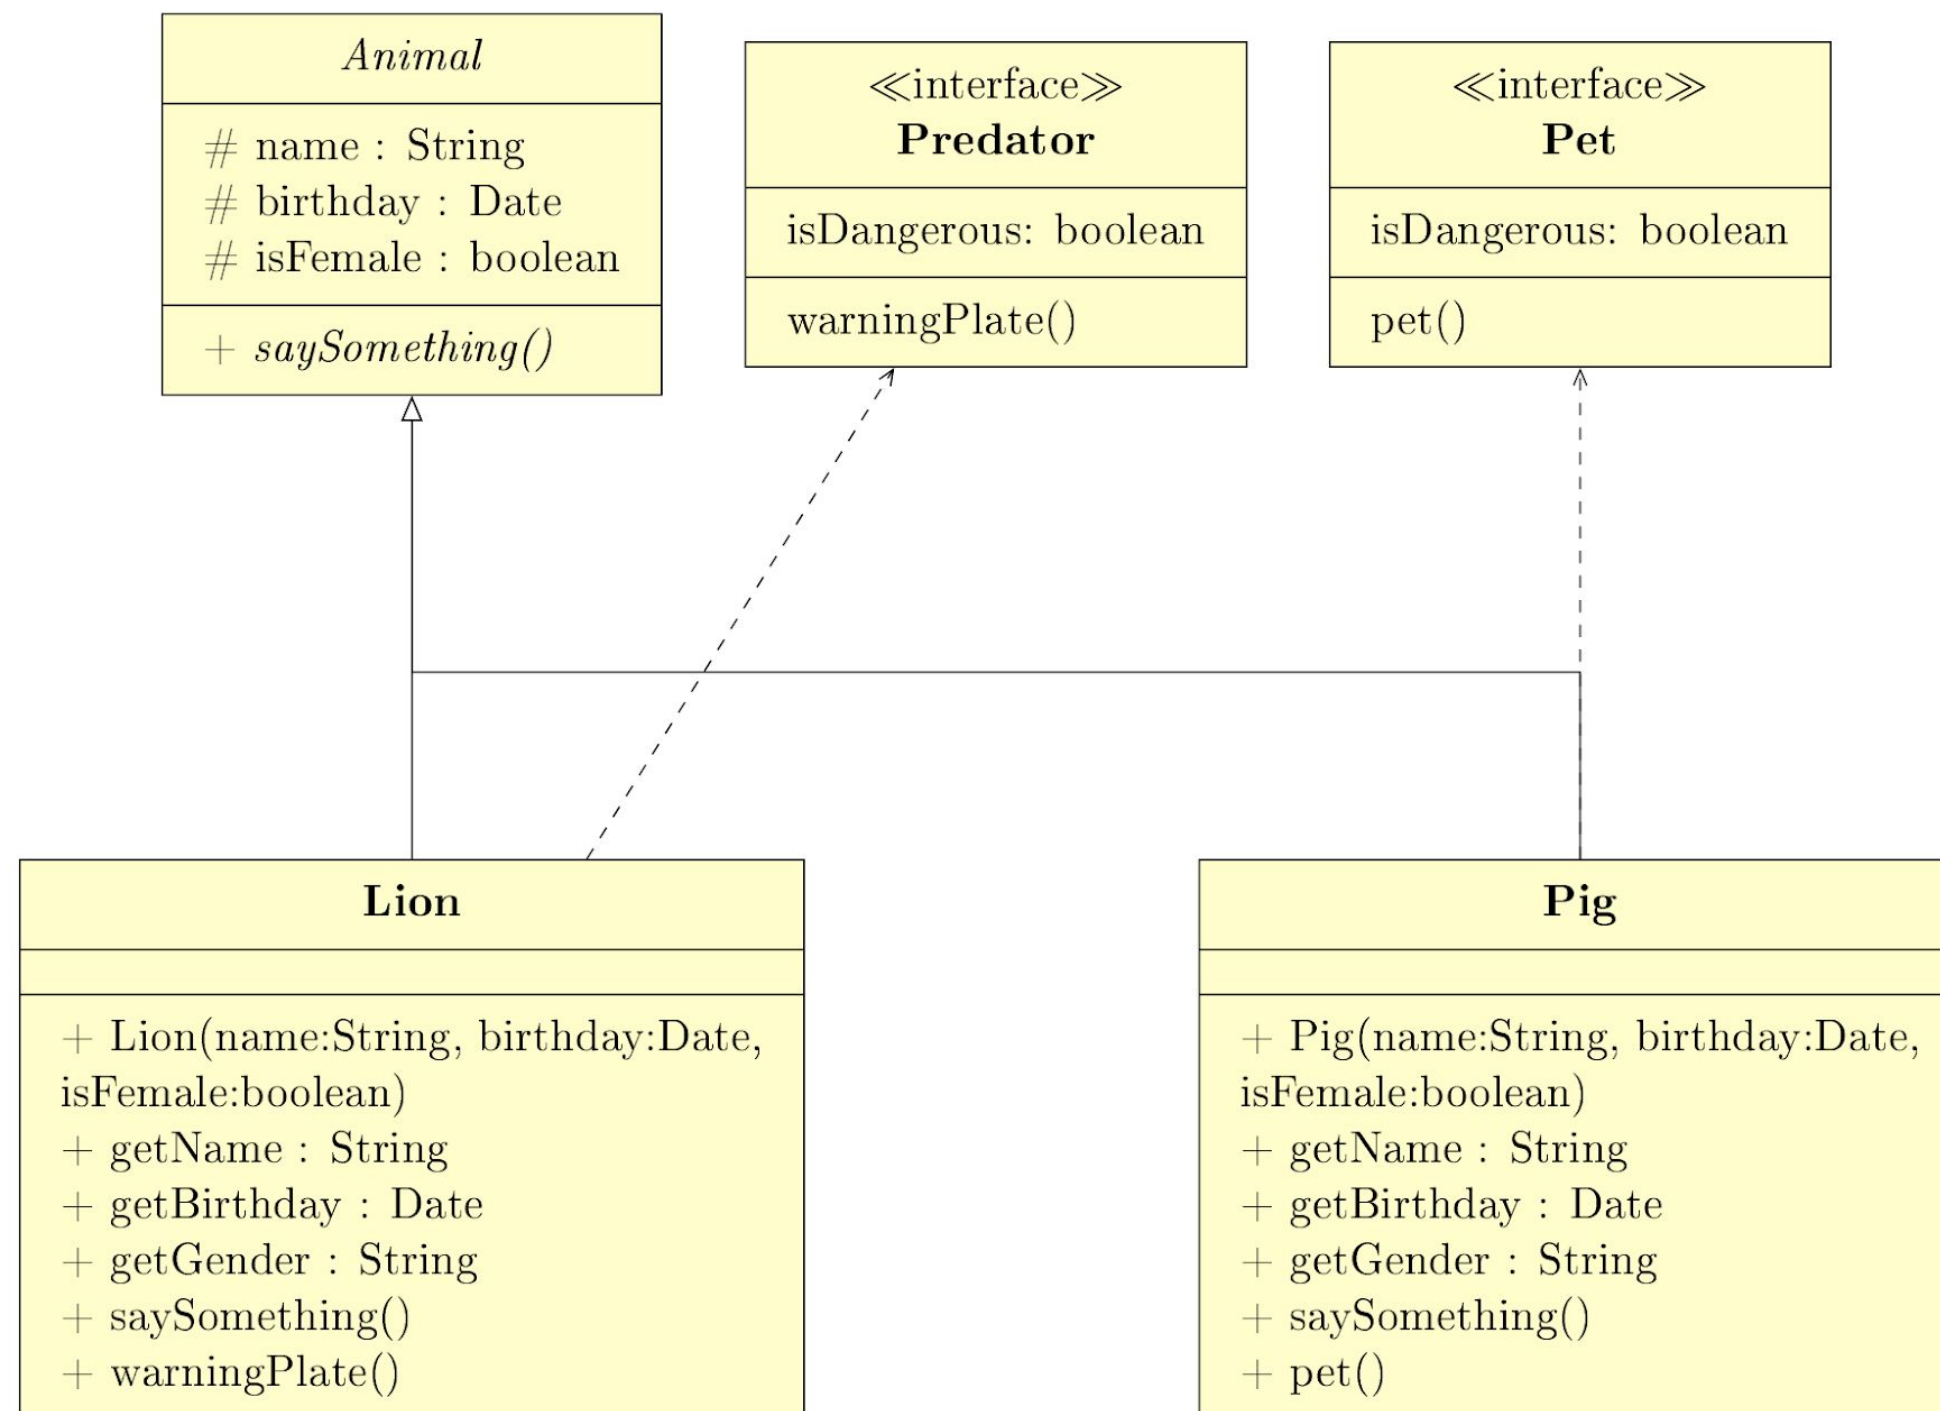 Animal
# name : String
# birthday : Date
# isFemale : boolean
+ saySomething()
≪interface≫
Predator
isDangerous: boolean
warningPlate()
≪interface≫
Pet
isDangerous: boolean
pet()
Lion
+ Lion(name:String, birthday:Date,
isFemale:boolean)
+ getName : String
+ getBirthday : Date
+ getGender : String
+ saySomething()
+ warningPlate()
Pig
+ Pig(name:String, birthday:Date,
isFemale:boolean)
+ getName : String
+ getBirthday : Date
+ getGender : String
+ saySomething()
+ pet()